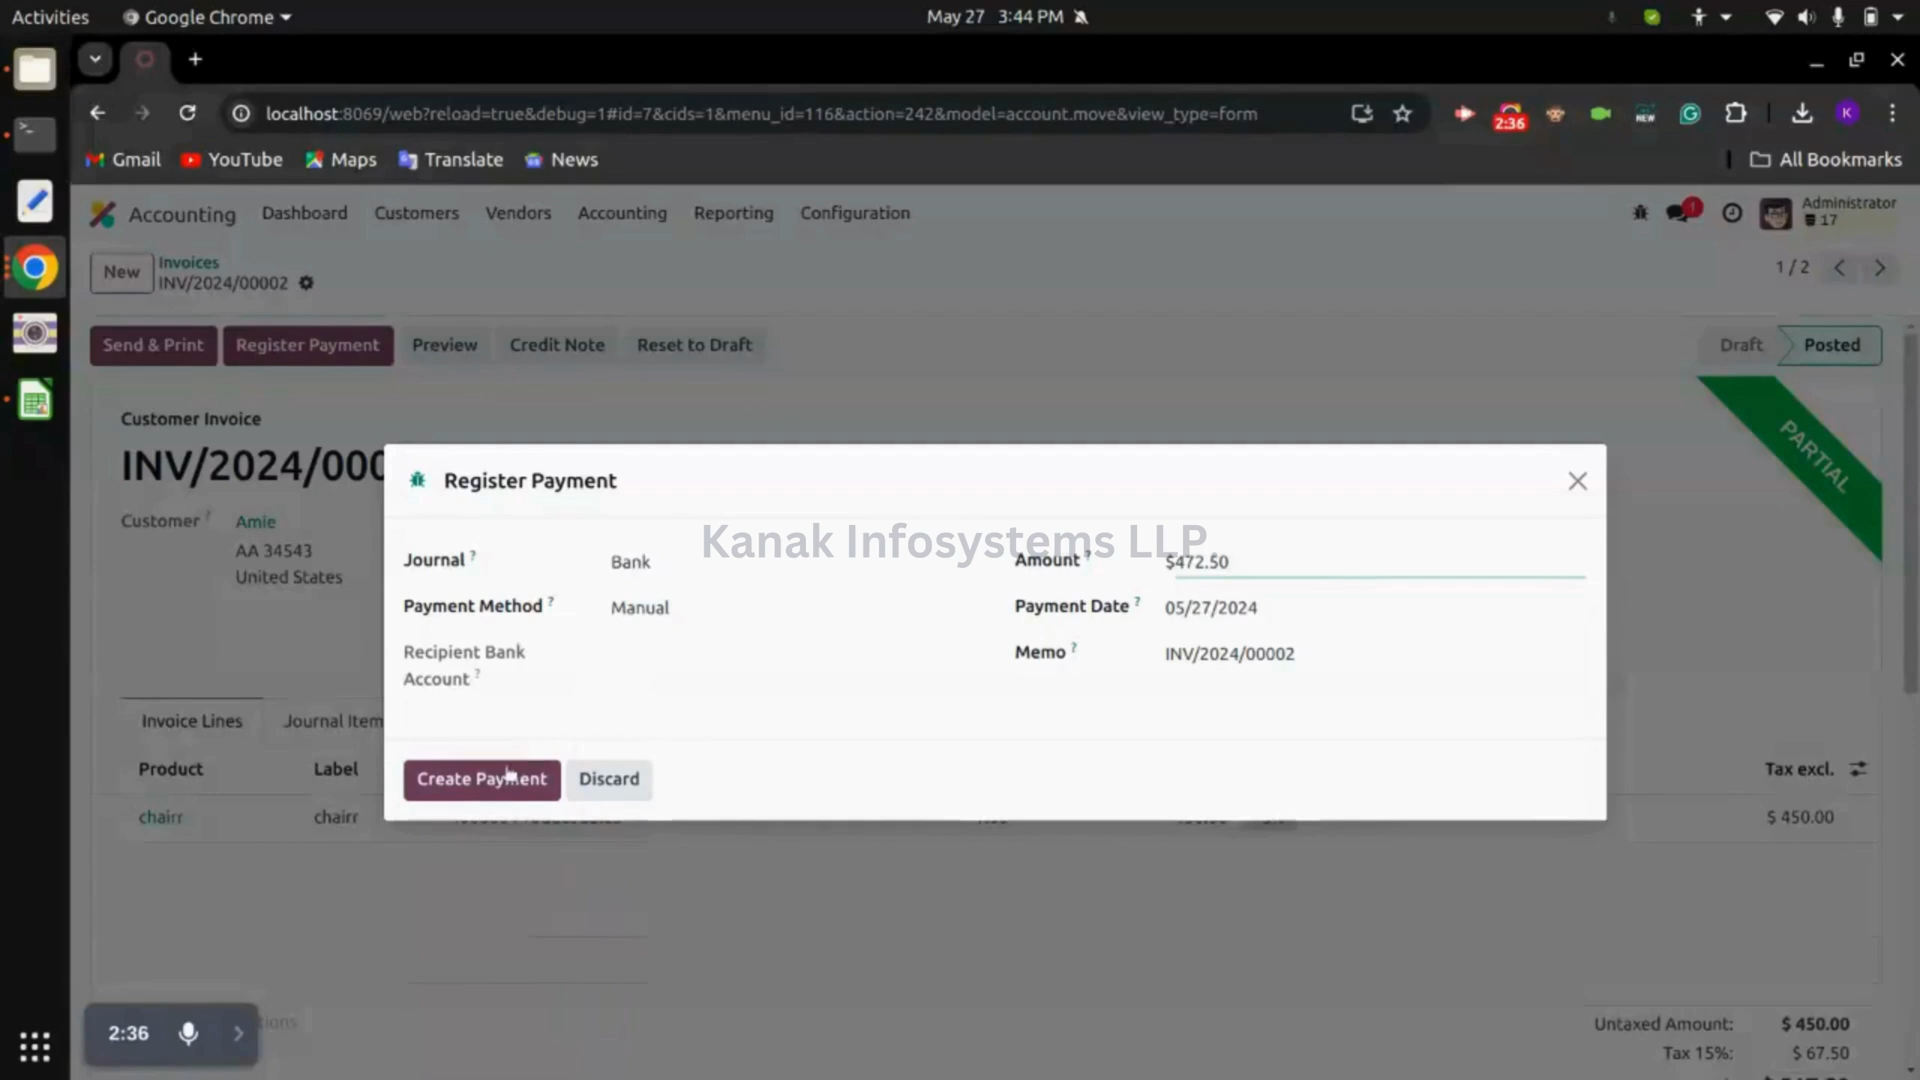 Activities Google Chrome May 27 3:44 PM
2:36 NEW K
localhost:8069/web?reload=true&debug=1#id=7&cids=1&menu_id=116&action=242&model=account.move&view_type=form
Gmail YouTube Maps Translate News All Bookmarks
Accounting Dashboard Customers Vendors Accounting Reporting Configuration 1 Administrator
17
New Invoices 1 / 2
INV/2024/00002
Send & Print Register Payment Preview Credit Note Reset to Draft Draft Posted
Customer Invoice
PARTIAL
INV/2024/000
Customer ? Amie
AA 34543
United States
Register Payment
Kanak Infosystems LLP
Journal ? Bank Amount ? $472.50
Payment Method ? Manual Payment Date ? 05/27/2024
Recipient Bank Memo ? INV/2024/00002
Account ?
Create Payment Discard
Invoice Lines Journal Item
Product Label Tax excl.
chairr chairr $ 450.00
2:36 tions
Untaxed Amount: $ 450.00
Tax 15%: $ 67.50